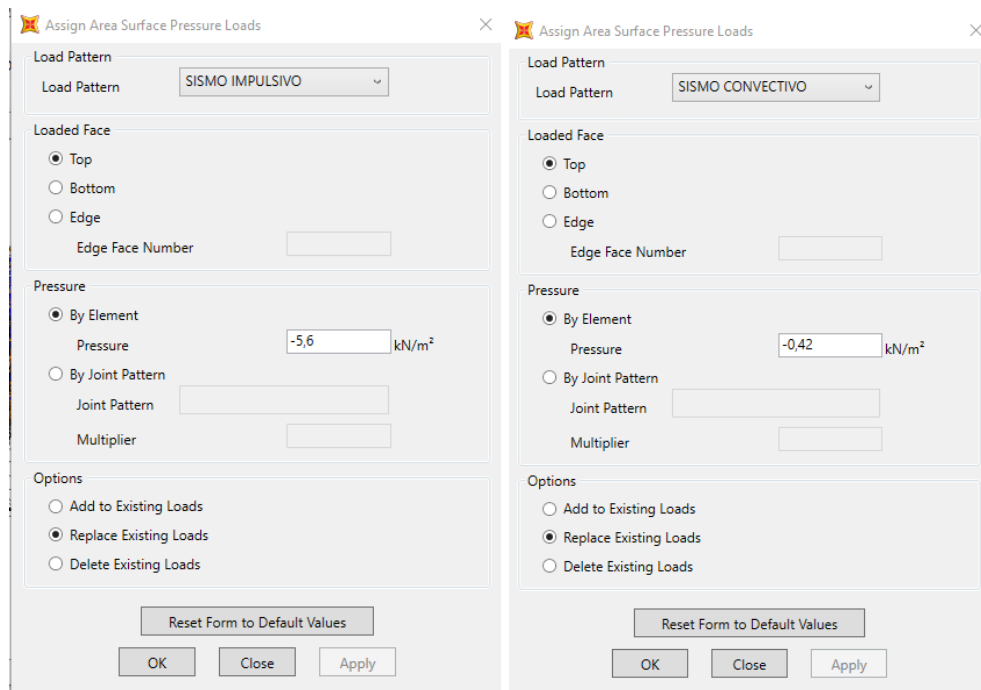 Assign Area Surface Pressure Loads
Load Pattern
Load Pattern SISMO IMPULSIVO
Loaded Face
Top
Bottom
Edge
Edge Face Number
Pressure
By Element
Pressure -5,6 kN/m²
By Joint Pattern
Joint Pattern
Multiplier
Options
Add to Existing Loads
Replace Existing Loads
Delete Existing Loads
Reset Form to Default Values
OK Close Apply
Assign Area Surface Pressure Loads
Load Pattern
Load Pattern SISMO CONVECTIVO
Loaded Face
Top
Bottom
Edge
Edge Face Number
Pressure
By Element
Pressure -0,42 kN/m²
By Joint Pattern
Joint Pattern
Multiplier
Options
Add to Existing Loads
Replace Existing Loads
Delete Existing Loads
Reset Form to Default Values
OK Close Apply